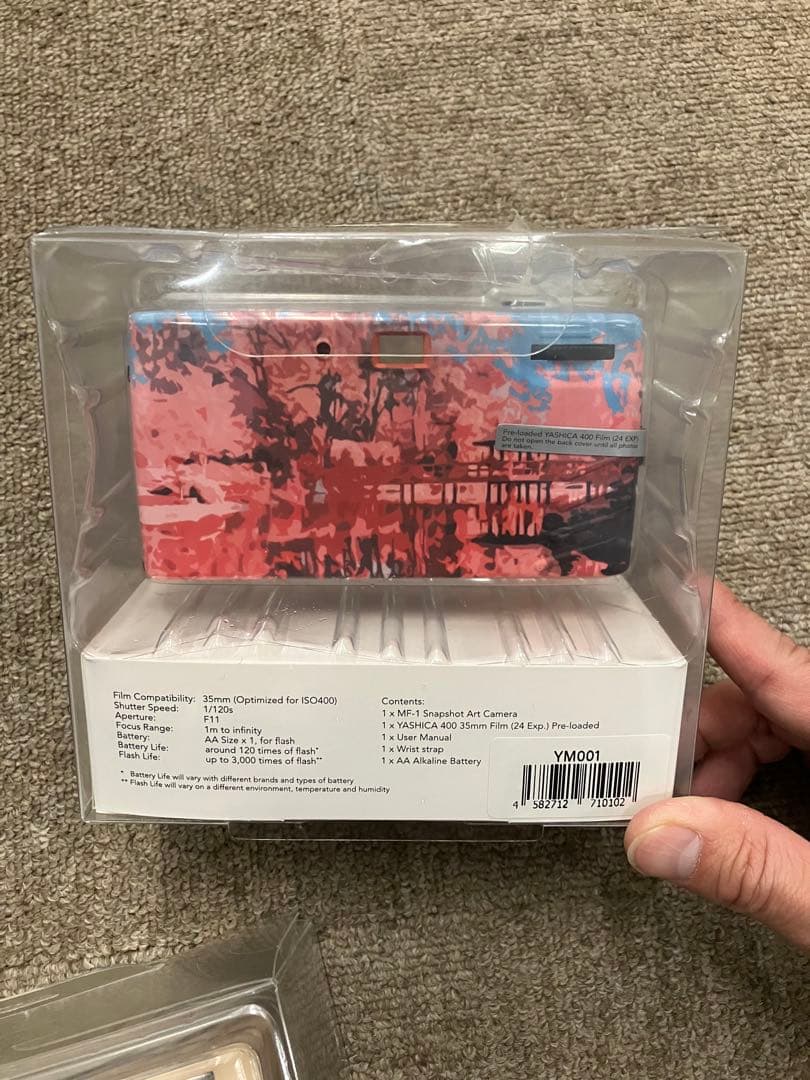 Pre-loaded YASHICA 400 Film (24 EXP)
Do not open the back cover until all photos
are taken.
Film Compatibility: 35mm (Optimized for ISO400)
Shutter Speed: 1/120s
Aperture: F11
Focus Range: 1m to infinity
Battery: AA Size x 1, for flash
Battery Life: around 120 times of flash*
Flash Life: up to 3,000 times of flash**
* Battery Life will vary with different brands and types of battery
** Flash Life will vary on a different environment, temperature and humidity
Contents:
1 x MF-1 Snapshot Art Camera
1 x YASHICA 400 35mm Film (24 Exp.) Pre-loaded
1 x User Manual
1 x Wrist strap
1 x AA Alkaline Battery
YM001
4 582712 710102